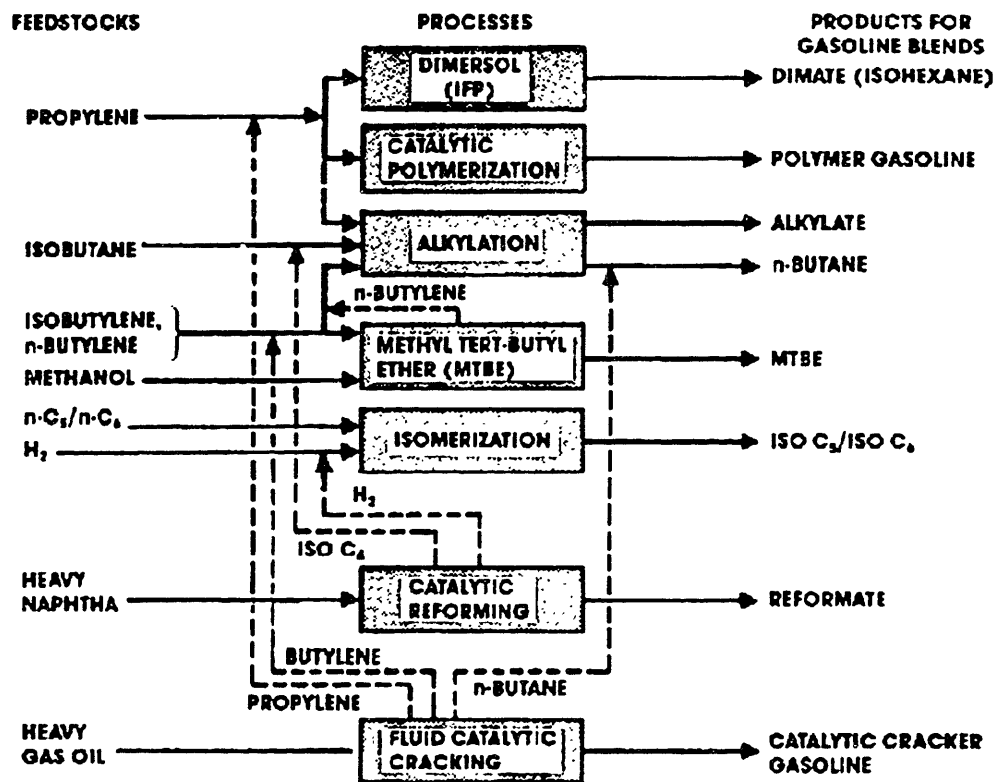 FEEDSTOCKS
PROCESSES
PRODUCTS FOR
GASOLINE BLENDS
DIMERSOL
(IFP)
DIMATE (ISOHEXANE)
PROPYLENE
CATALYTIC
POLYMERIZATION
POLYMER GASOLINE
ISOBUTANE
ALKYLATION
ALKYLATE
n-BUTANE
n-BUTYLENE
ISOBUTYLENE,
n-BUTYLENE
METHYL TERT-BUTYL
ETHER (MTBE)
MTBE
METHANOL
n-C₅/n-C₆
H₂
ISOMERIZATION
ISO C₅/ISO C₆
H₂
ISO C₄
HEAVY
NAPHTHA
CATALYTIC
REFORMING
REFORMATE
BUTYLENE
PROPYLENE
n-BUTANE
HEAVY
GAS OIL
FLUID CATALYTIC
CRACKING
CATALYTIC CRACKER
GASOLINE